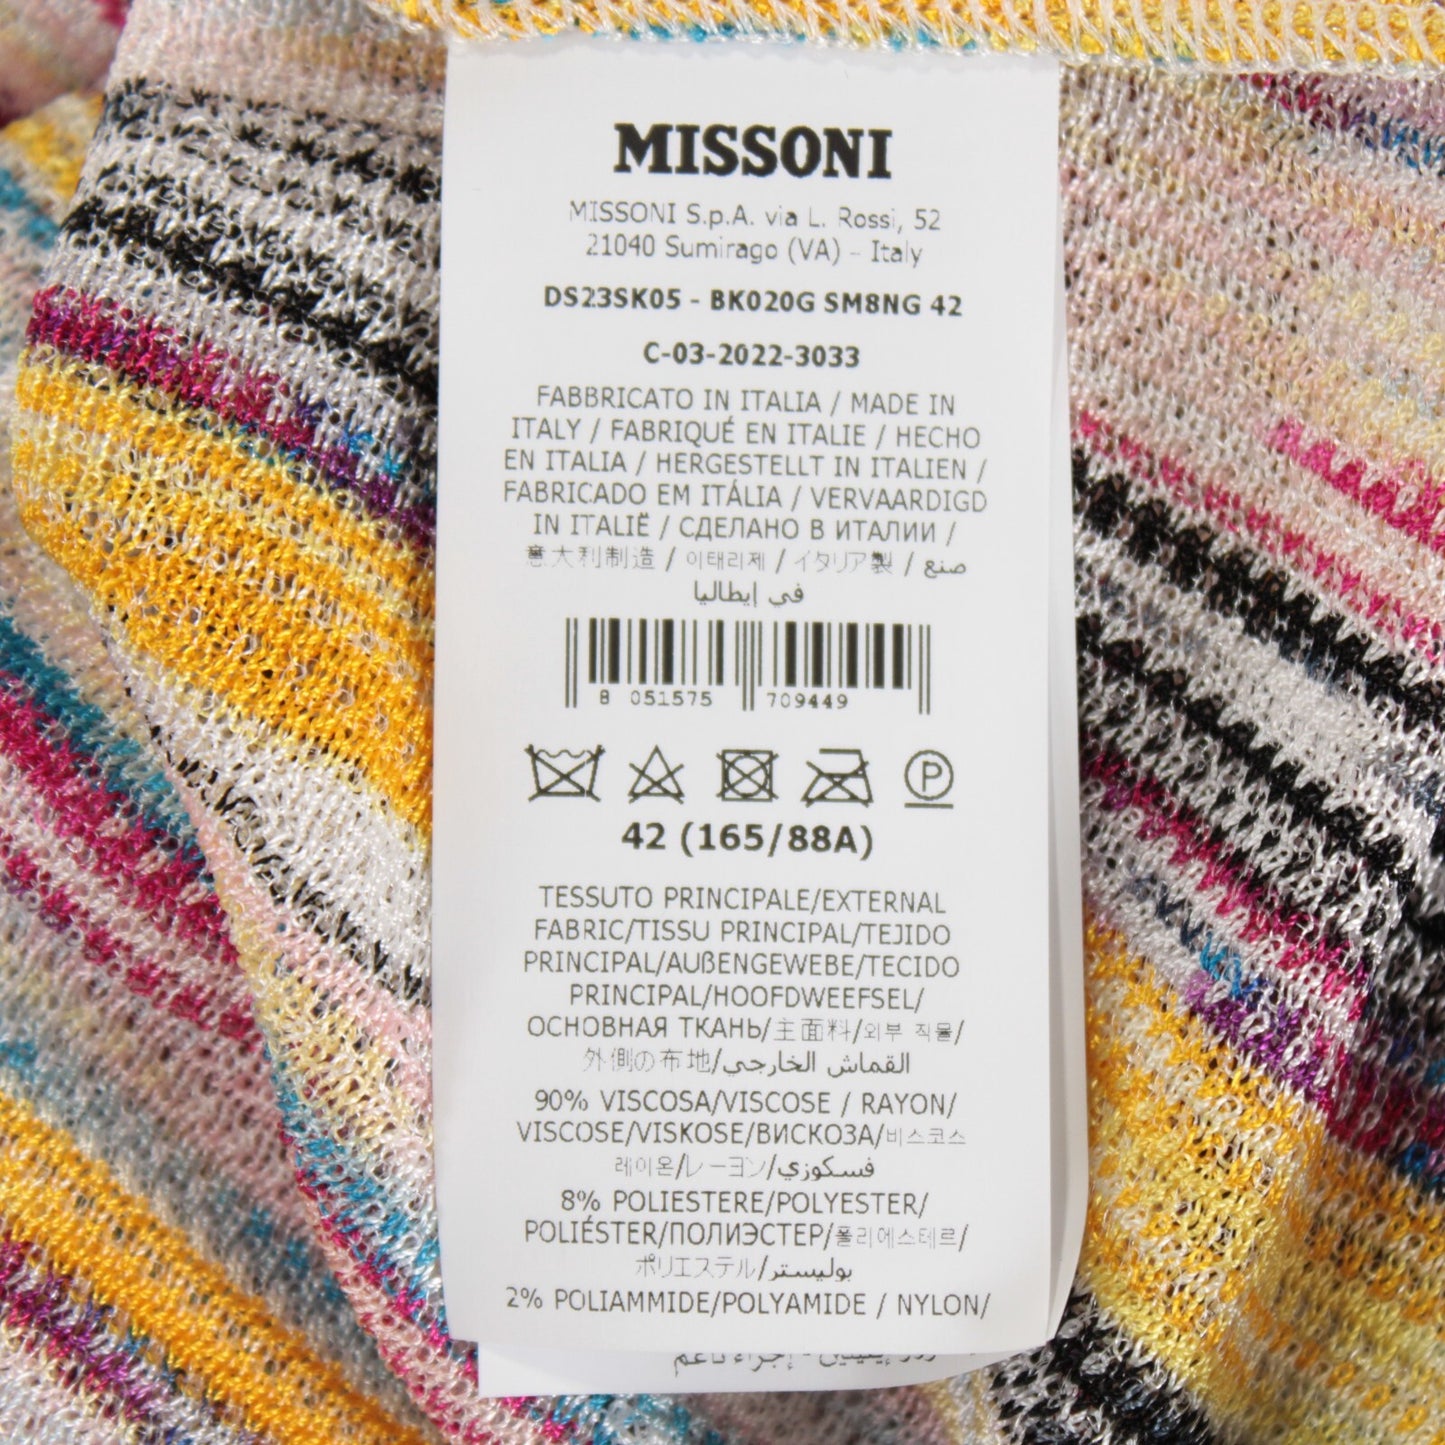 MISSONI
MISSONI S.p.A. via L. Rossi, 52
21040 Sumirago (VA) - Italy
DS23SK05 - BK020G SM8NG 42
C-03-2022-3033
FABBRICATO IN ITALIA / MADE IN
ITALY / FABRIQUÉ EN ITALIE / HECHO
EN ITALIA / HERGESTELLT IN ITALIEN /
FABRICADO EM ITÁLIA / VERVAARDIGD
IN ITALIË / СДЕЛАНО В ИТАЛИИ /
意大利制造 / 이태리제 / イタリア製 / صنع
في إيطاليا
8 051575 709449
P
42 (165/88A)
TESSUTO PRINCIPALE/EXTERNAL
FABRIC/TISSU PRINCIPAL/TEJIDO
PRINCIPAL/AUßENGEWEBE/TECIDO
PRINCIPAL/HOOFDWEEFSEL/
ОСНОВНАЯ ТКАНЬ/主面料/외부 직물/
外側の布地/القماش الخارجي/
90% VISCOSA/VISCOSE / RAYON/
VISCOSE/VISKOSE/ВИСКОЗА/비스코스
레이온/レーヨン/فسكوزي/
8% POLIESTERE/POLYESTER/
POLIÉSTER/ПОЛИЭСТЕР/폴리에스테르/
ポリエステル/بوليستر/
2% POLIAMMIDE/POLYAMIDE / NYLON/